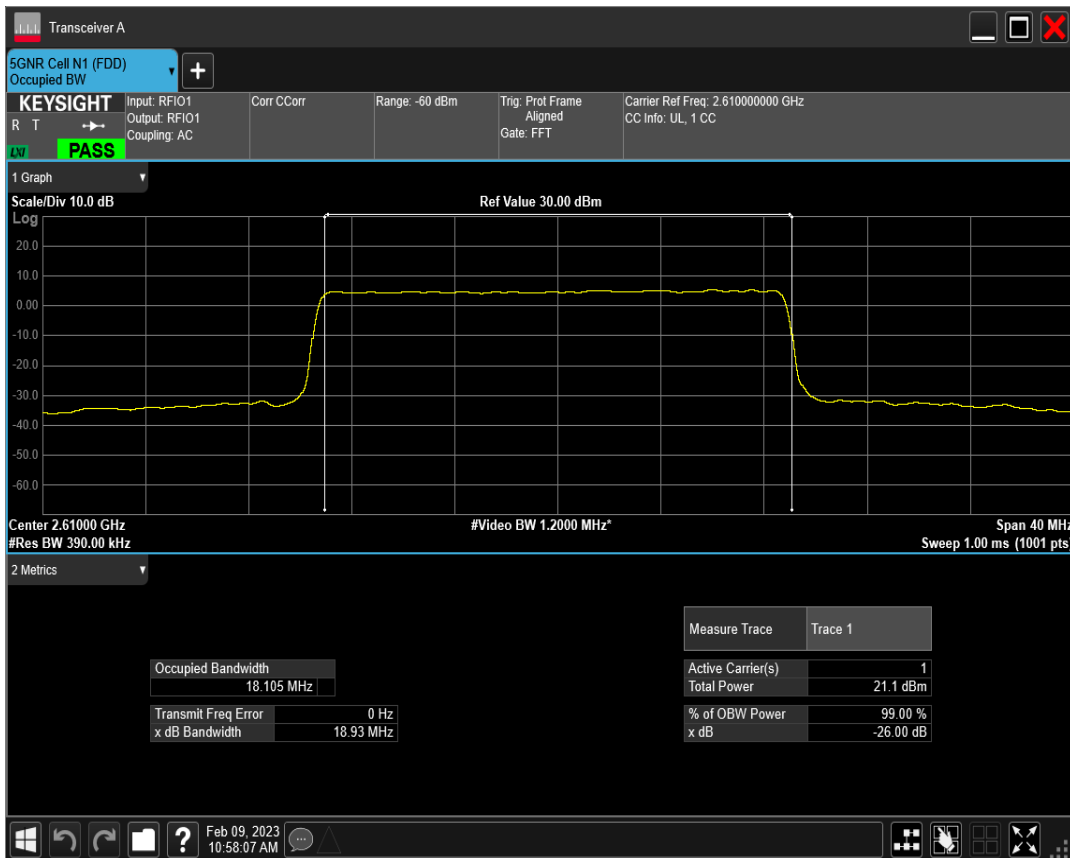 Transceiver A
5GNR Cell N1 (FDD)
Occupied BW
KEYSIGHT
R T
LXI
PASS
Input: RFIO1
Output: RFIO1
Coupling: AC
Corr CCorr
Range: -60 dBm
Trig: Prot Frame
Aligned
Gate: FFT
Carrier Ref Freq: 2.610000000 GHz
CC Info: UL, 1 CC
1 Graph
Scale/Div 10.0 dB
Ref Value 30.00 dBm
Log
20.0
10.0
0.00
-10.0
-20.0
-30.0
-40.0
-50.0
-60.0
Center 2.61000 GHz
#Video BW 1.2000 MHz*
Span 40 MHz
#Res BW 390.00 kHz
Sweep 1.00 ms (1001 pts)
2 Metrics
Measure Trace Trace 1
Occupied Bandwidth
18.105 MHz
Active Carrier(s) 1
Total Power 21.1 dBm
Transmit Freq Error 0 Hz
x dB Bandwidth 18.93 MHz
% of OBW Power 99.00 %
x dB -26.00 dB
?
Feb 09, 2023
10:58:07 AM